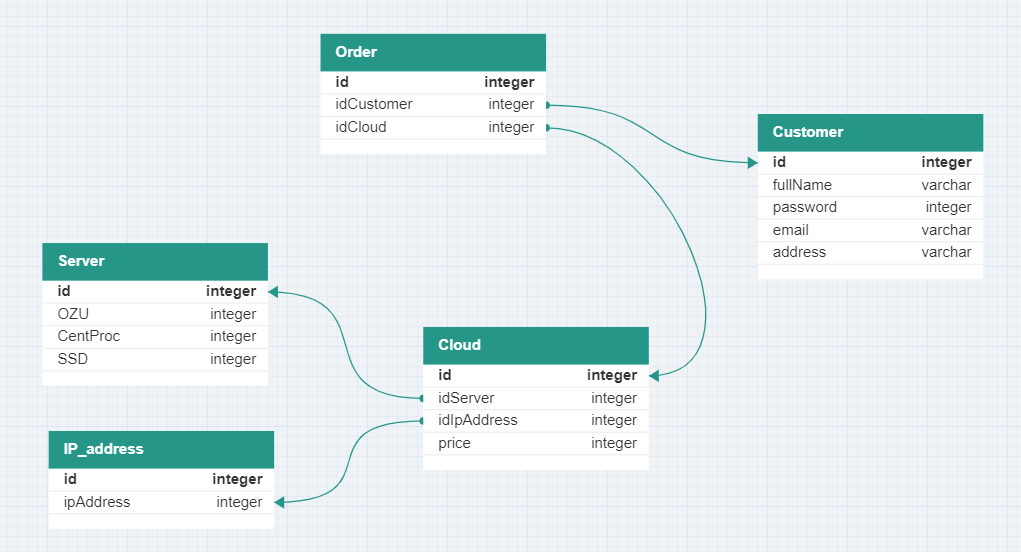 Order
id integer
idCustomer integer
idCloud integer
Customer
id integer
fullName varchar
password integer
email varchar
address varchar
Server
id integer
OZU integer
CentProc integer
SSD integer
Cloud
id integer
idServer integer
idIpAddress integer
price integer
IP_address
id integer
ipAddress integer